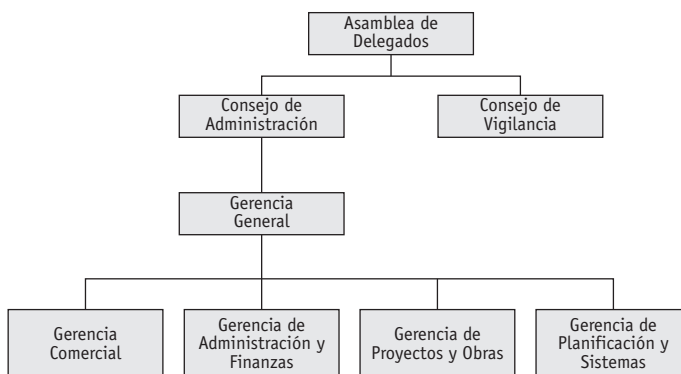 Asamblea de
Delegados
Consejo de
Administración
Consejo de
Vigilancia
Gerencia
General
Gerencia
Comercial
Gerencia de
Administración y
Finanzas
Gerencia de
Proyectos y Obras
Gerencia de
Planificación y
Sistemas